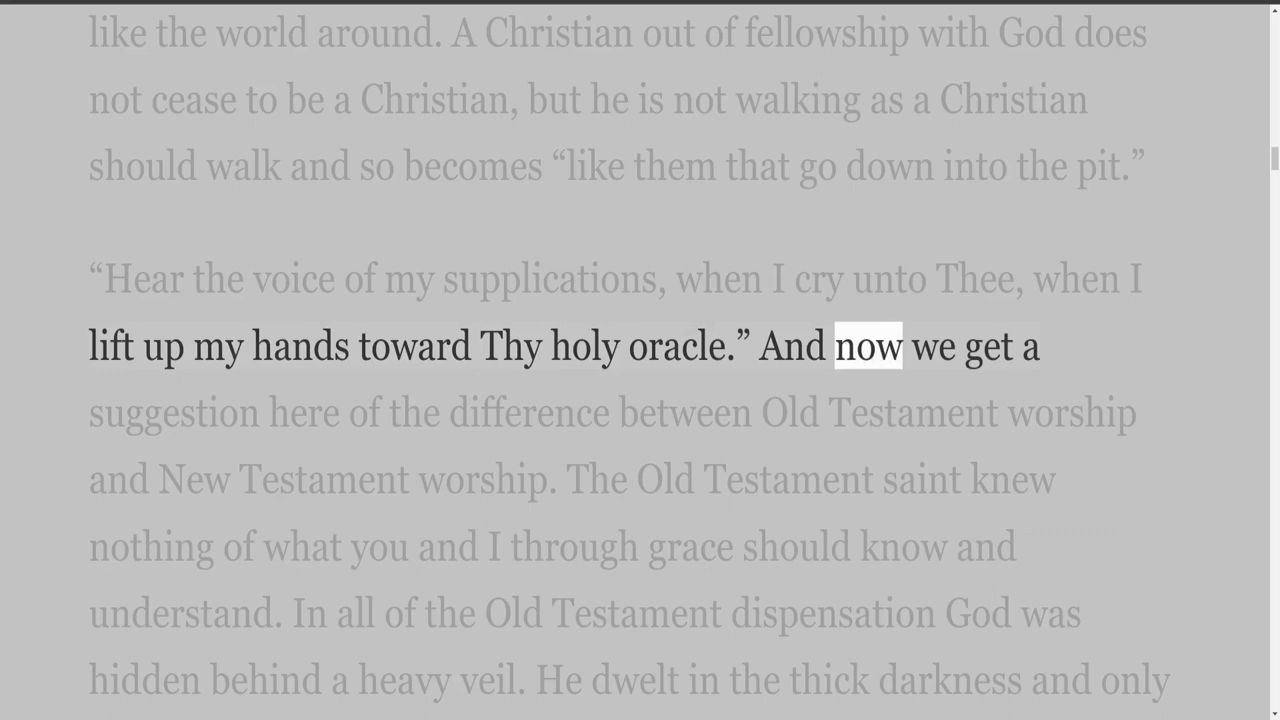 like the world around. A Christian out of fellowship with God does
not cease to be a Christian, but he is not walking as a Christian
should walk and so becomes “like them that go down into the pit.”
“Hear the voice of my supplications, when I cry unto Thee, when I
lift up my hands toward Thy holy oracle.” And now we get a
suggestion here of the difference between Old Testament worship
and New Testament worship. The Old Testament saint knew
nothing of what you and I through grace should know and
understand. In all of the Old Testament dispensation God was
hidden behind a heavy veil. He dwelt in the thick darkness and only